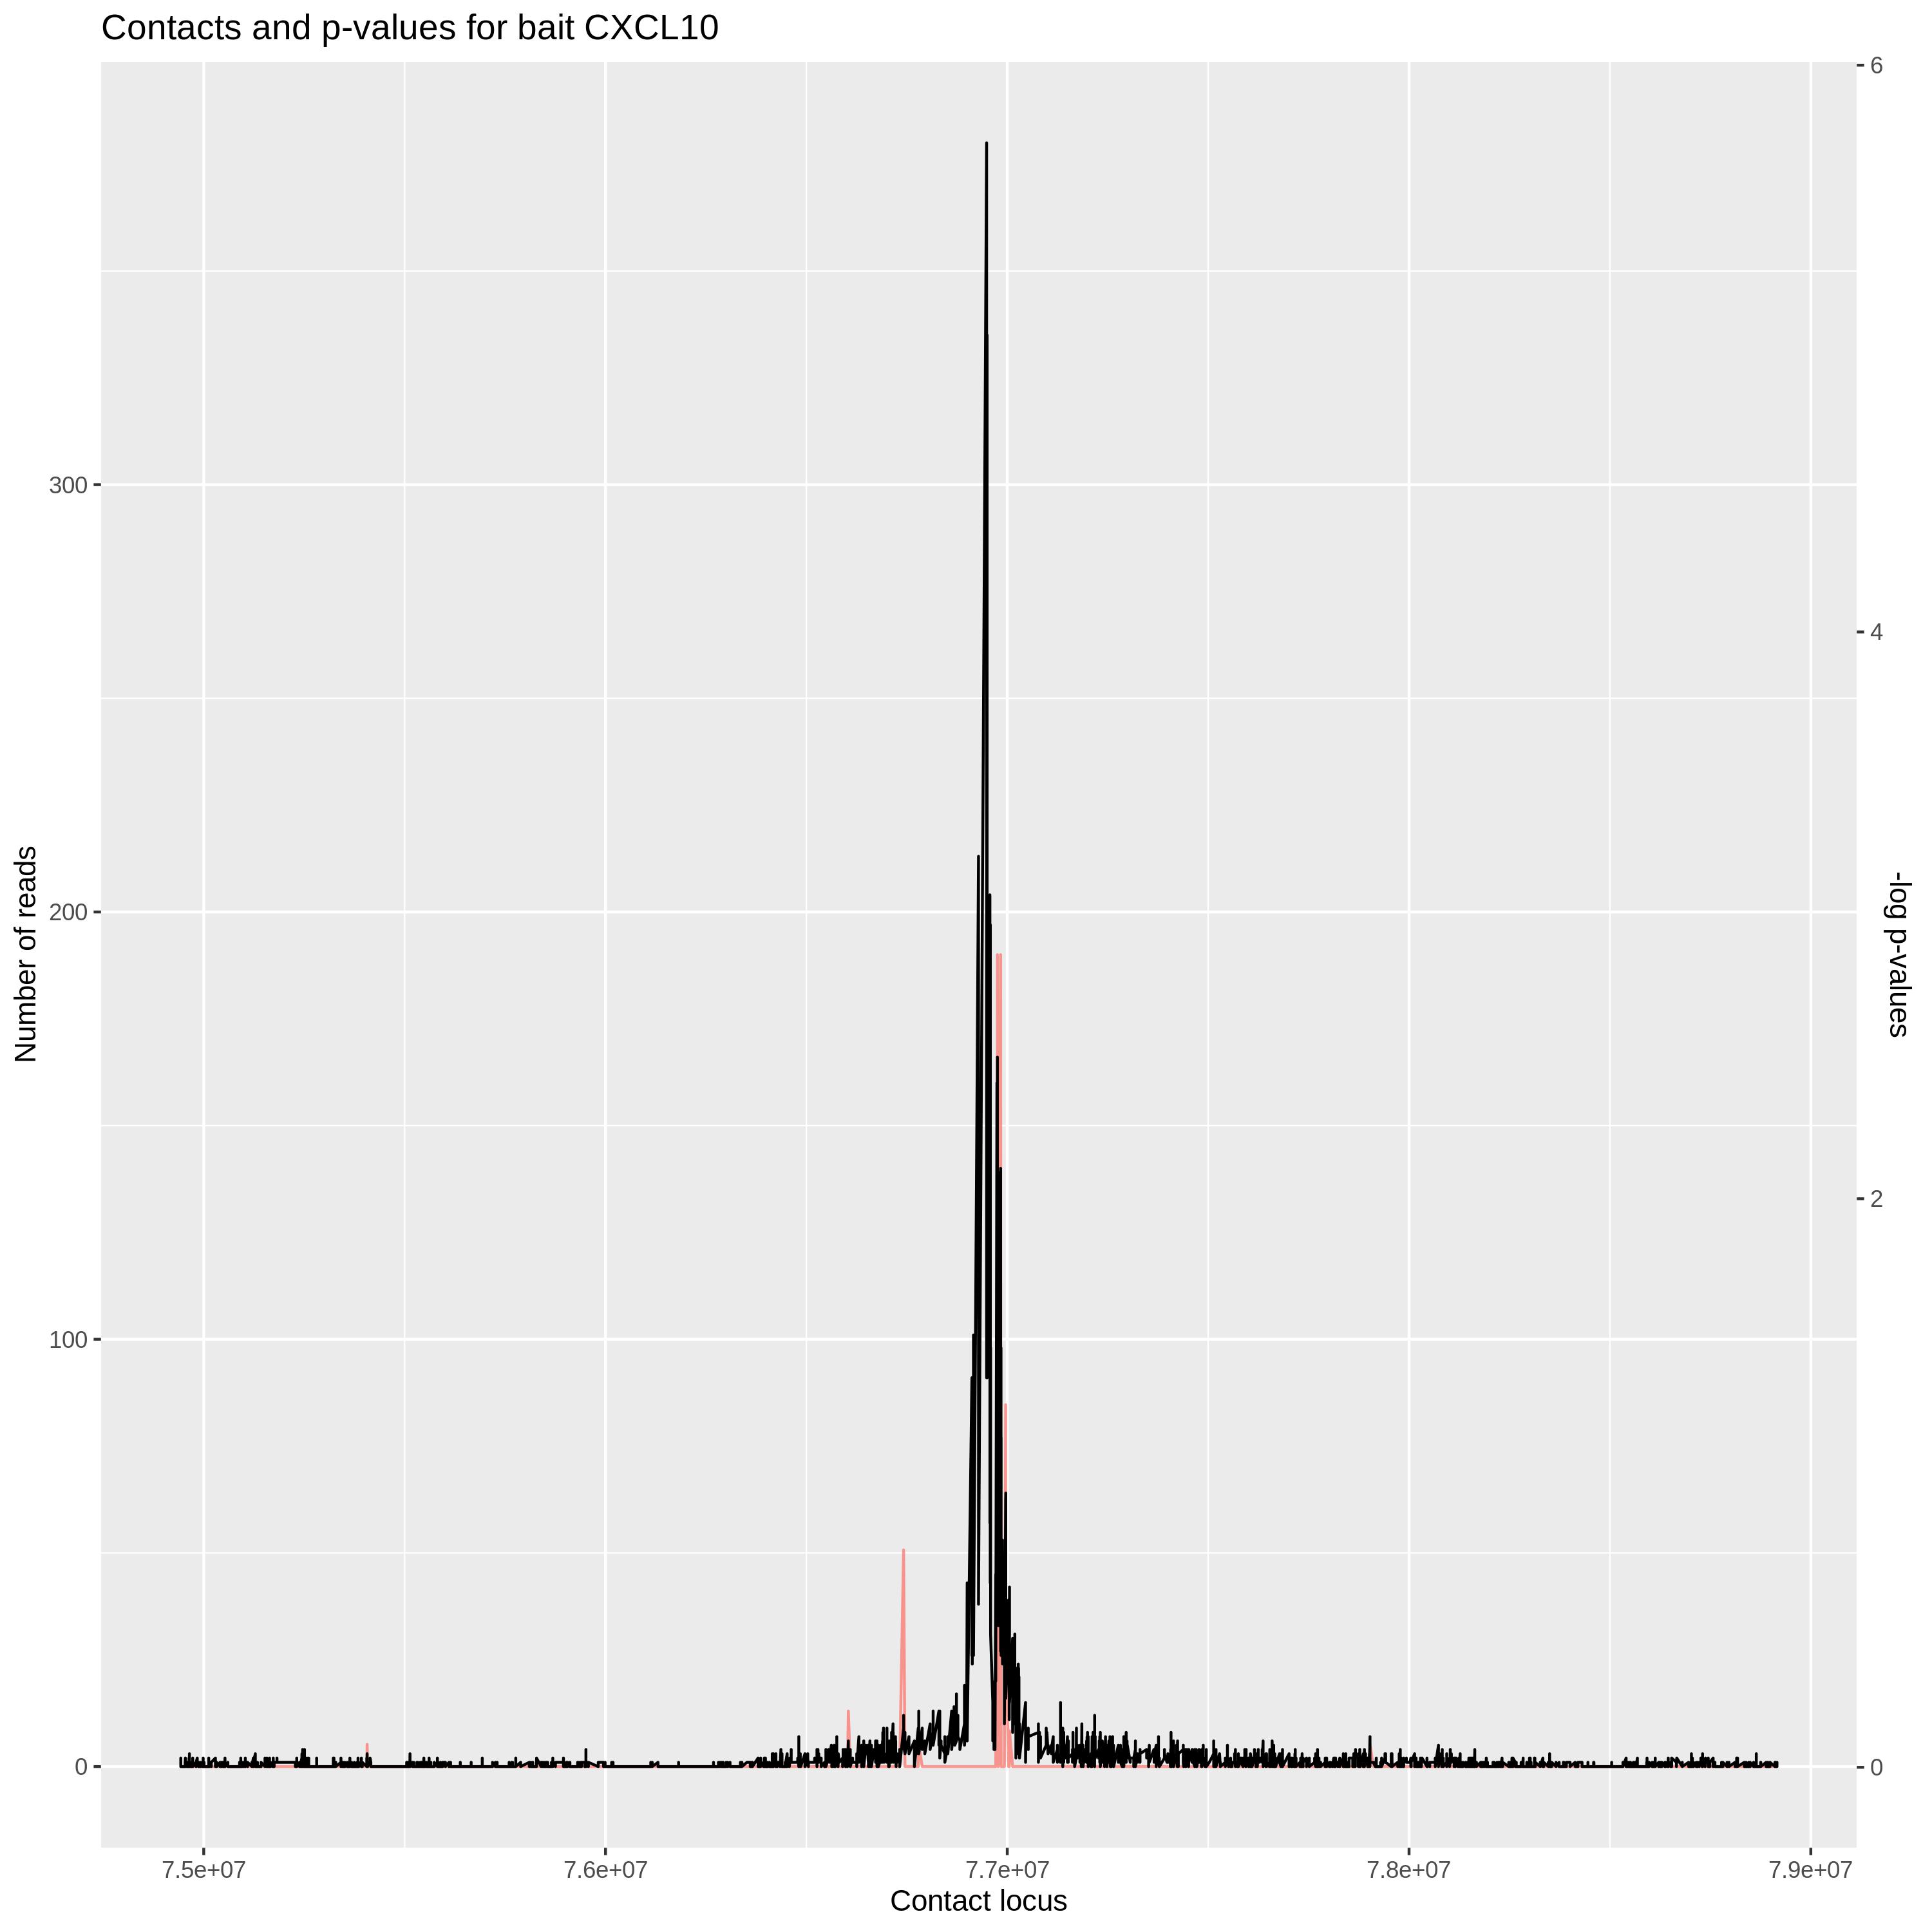 Contacts and p-values for bait CXCL10
6
300
4
Number of reads
200
-log p-values
2
100
0
0
7.5e+07
7.6e+07
7.7e+07
7.8e+07
7.9e+07
Contact locus